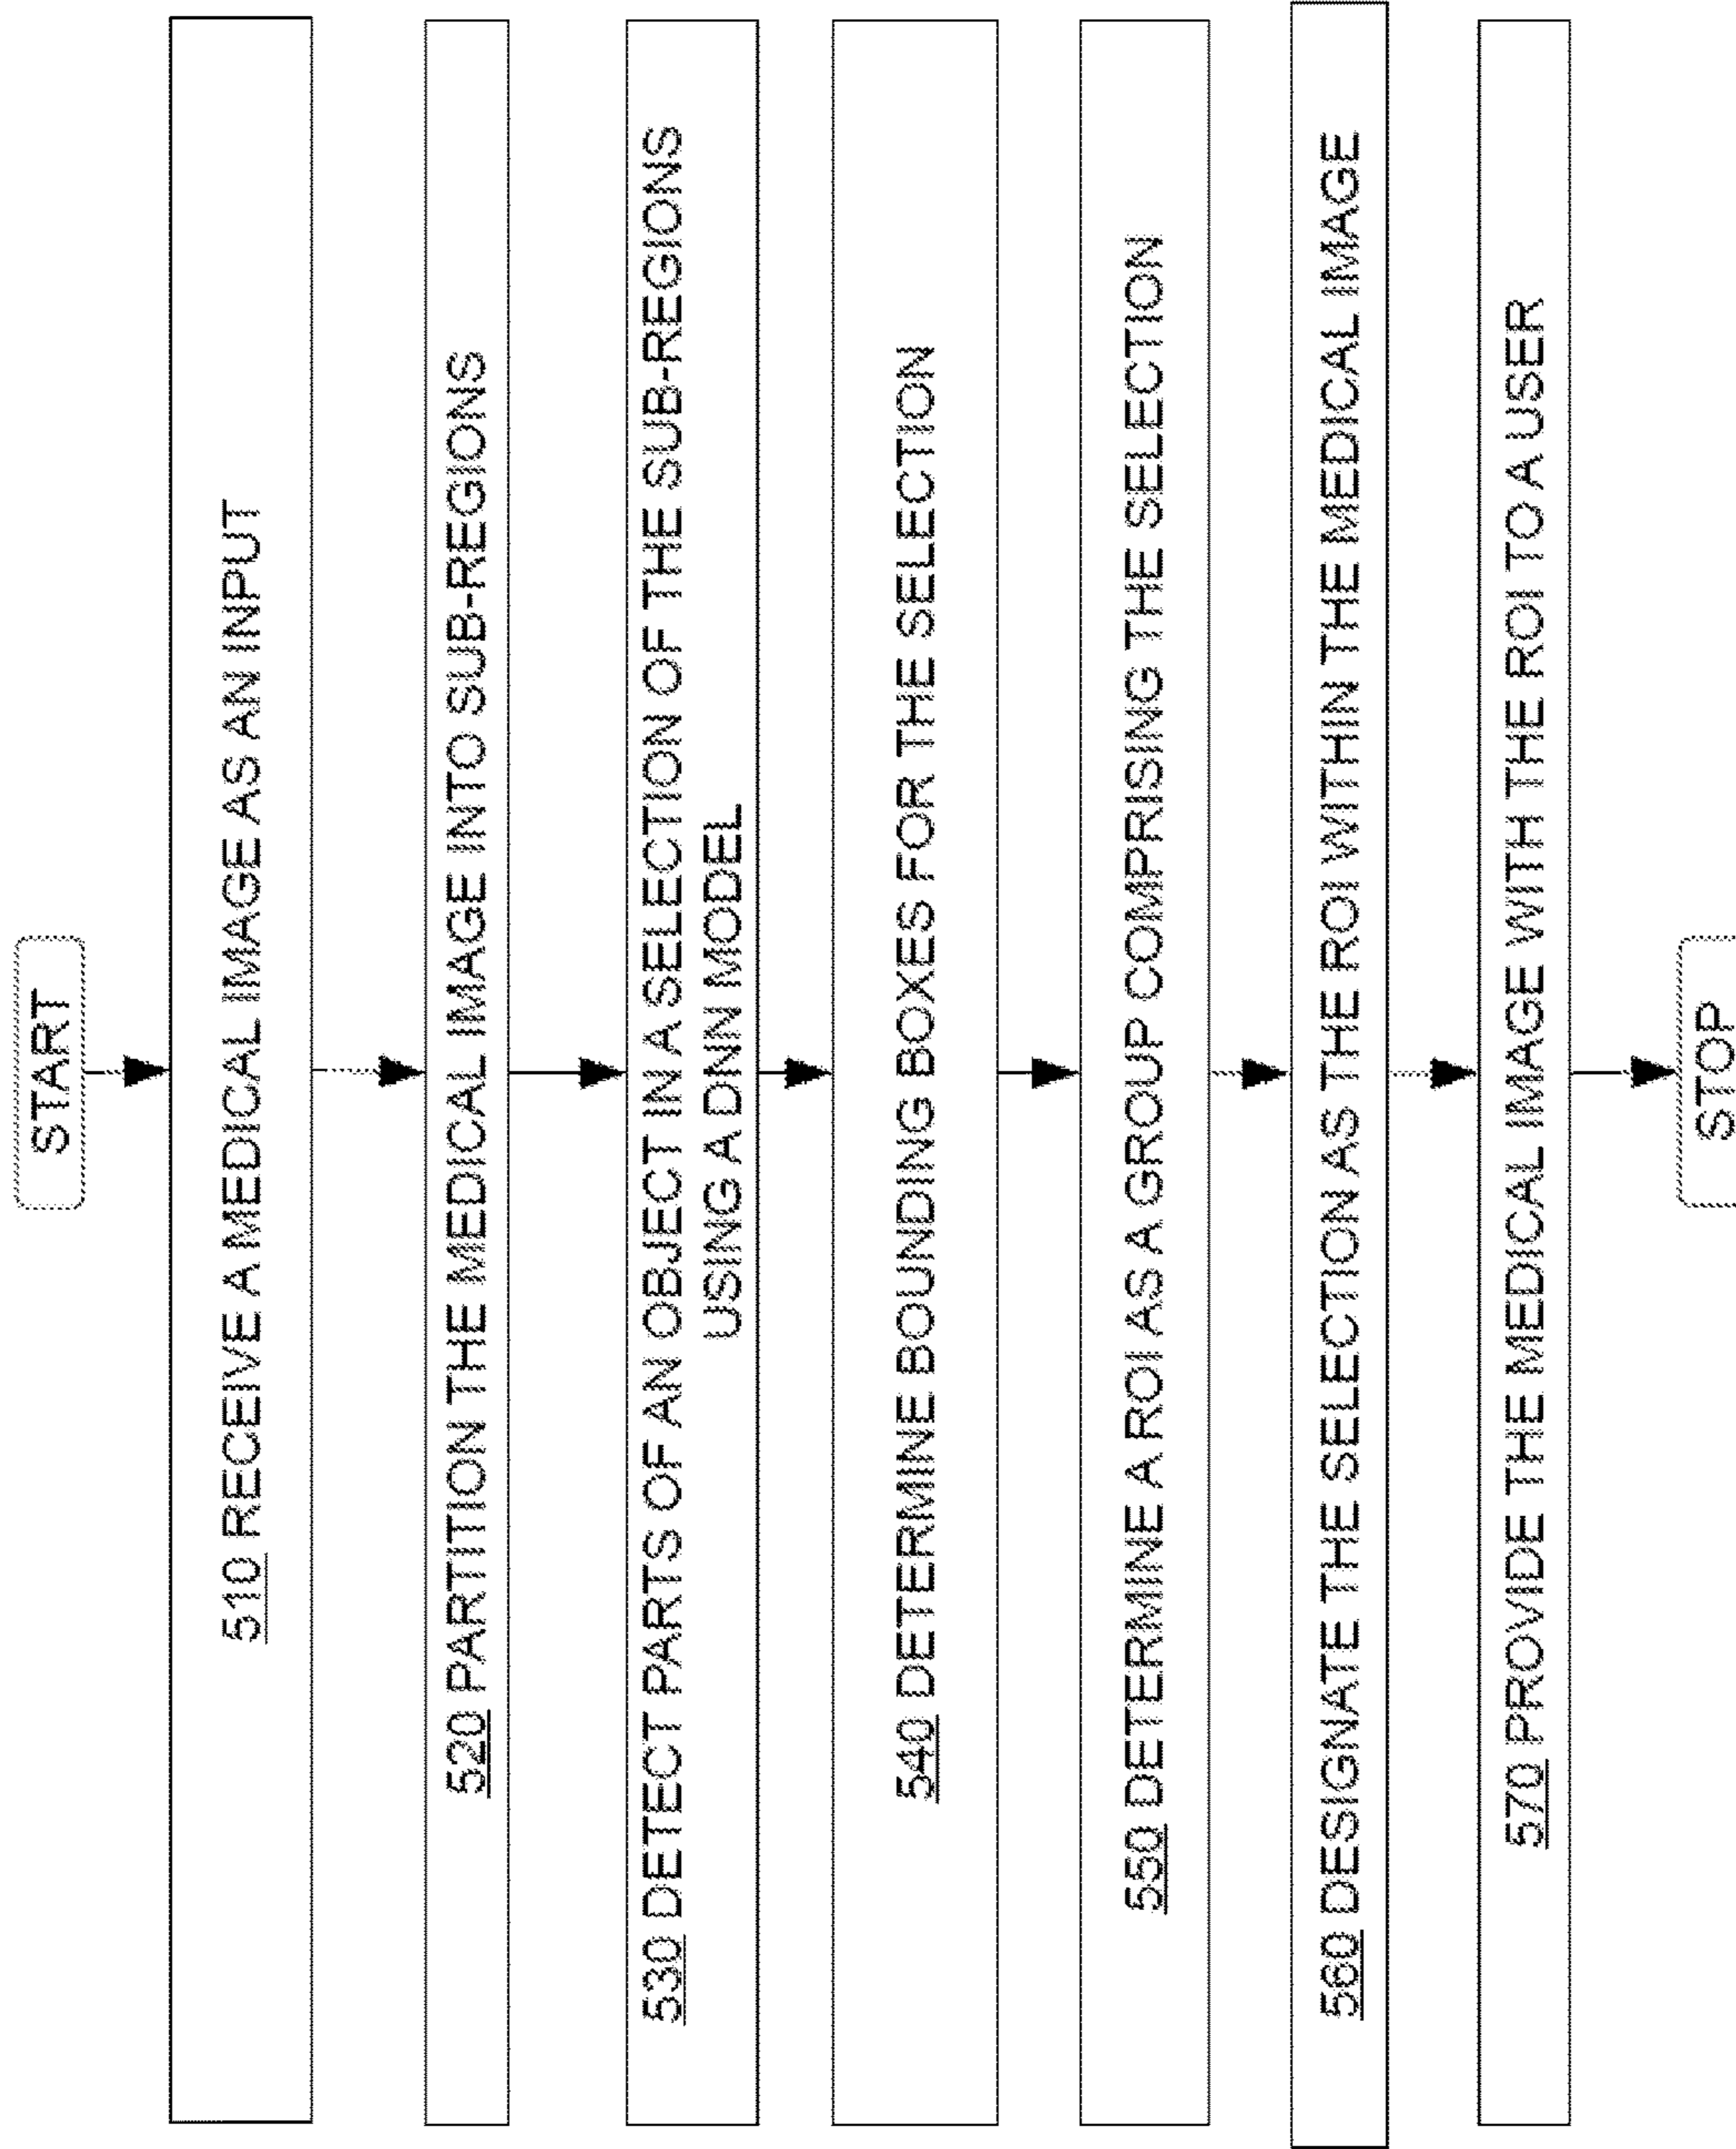 START
510 RECEIVE A MEDICAL IMAGE AS AN INPUT
520 PARTITION THE MEDICAL IMAGE INTO SUB-REGIONS
530 DETECT PARTS OF AN OBJECT IN A SELECTION OF THE SUB-REGIONS
USING A DNN MODEL
540 DETERMINE BOUNDING BOXES FOR THE SELECTION
550 DETERMINE A ROI AS A GROUP COMPRISING THE SELECTION
560 DESIGNATE THE SELECTION AS THE ROI WITHIN THE MEDICAL IMAGE
570 PROVIDE THE MEDICAL IMAGE WITH THE ROI TO A USER
STOP